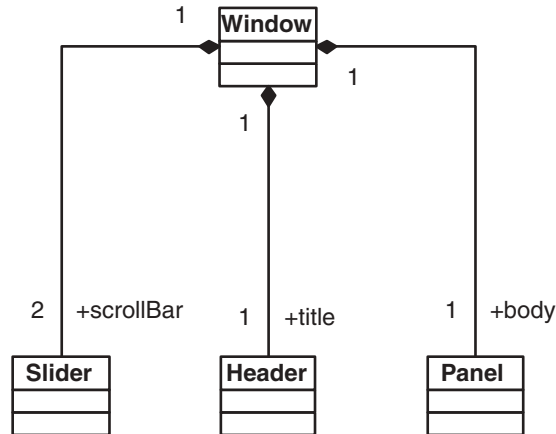 1
Window
1
1
2 +scrollBar
1 +title
1 +body
Slider
Header
Panel